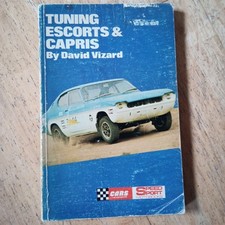 TUNING
ESCORTS &
CAPRIS
By David Vizard
CARS
SPEED
SPORT